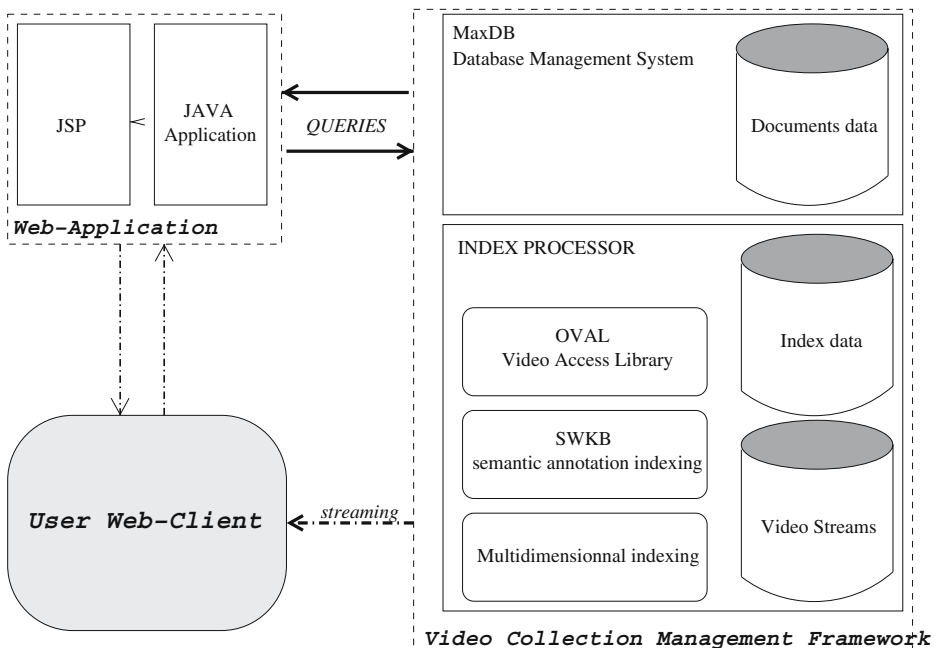 JSP
JAVA
Application
Web-Application
QUERIES
MaxDB
Database Management System
Documents data
INDEX PROCESSOR
OVAL
Video Access Library
Index data
SWKB
semantic annotation indexing
Multidimensionnal indexing
Video Streams
User Web-Client
streaming
Video Collection Management Framework